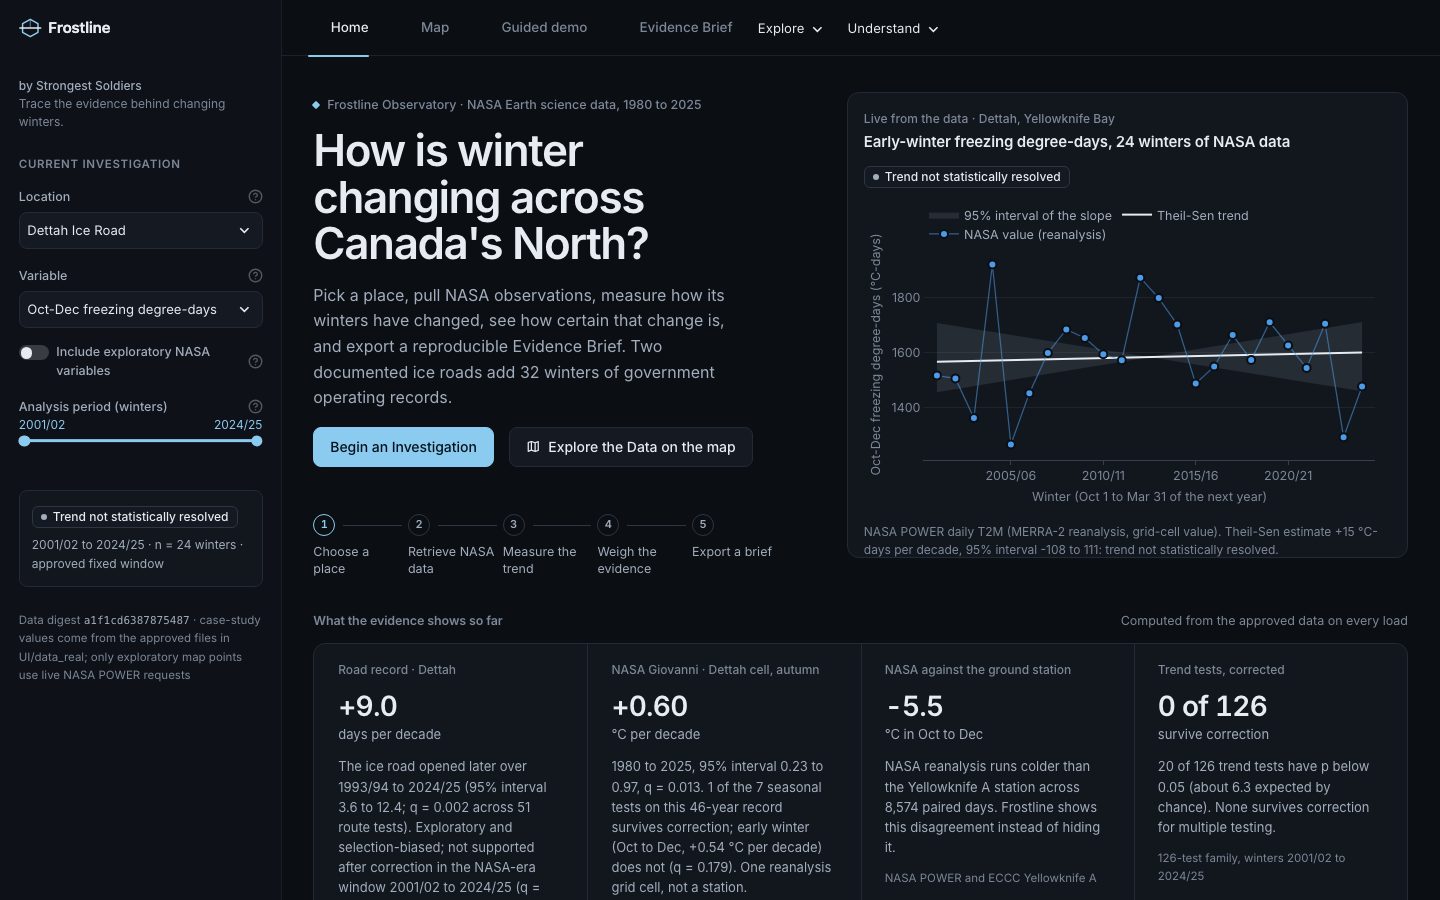 Frostline
by Strongest Soldiers
Trace the evidence behind changing
winters.
CURRENT INVESTIGATION
Location
?
Dettah Ice Road
Variable
?
Oct-Dec freezing degree-days
Include exploratory NASA
variables
?
Analysis period (winters)
?
2001/02
2024/25
Trend not statistically resolved
2001/02 to 2024/25 · n = 24 winters ·
approved fixed window
Data digest a1f1cd6387875487 · case-study
values come from the approved files in
UI/data_real; only exploratory map points
use live NASA POWER requests
Home
Map
Guided demo
Evidence Brief
Explore
Understand
Frostline Observatory · NASA Earth science data, 1980 to 2025
How is winter
changing across
Canada's North?
Pick a place, pull NASA observations, measure how its
winters have changed, see how certain that change is,
and export a reproducible Evidence Brief. Two
documented ice roads add 32 winters of government
operating records.
Begin an Investigation
Explore the Data on the map
1
2
3
4
5
Choose a
place
Retrieve NASA
data
Measure the
trend
Weigh the
evidence
Export a brief
Live from the data · Dettah, Yellowknife Bay
Early-winter freezing degree-days, 24 winters of NASA data
Trend not statistically resolved
95% interval of the slope
Theil-Sen trend
NASA value (reanalysis)
Oct-Dec freezing degree-days (°C-days)
1800
1600
1400
2005/06
2010/11
2015/16
2020/21
Winter (Oct 1 to Mar 31 of the next year)
NASA POWER daily T2M (MERRA-2 reanalysis, grid-cell value). Theil-Sen estimate +15 °C-
days per decade, 95% interval -108 to 111: trend not statistically resolved.
What the evidence shows so far
Computed from the approved data on every load
Road record · Dettah
+9.0
days per decade
The ice road opened later over
1993/94 to 2024/25 (95% interval
3.6 to 12.4; q = 0.002 across 51
route tests). Exploratory and
selection-biased; not supported
after correction in the NASA-era
window 2001/02 to 2024/25 (q =
NASA Giovanni · Dettah cell, autumn
+0.60
°C per decade
1980 to 2025, 95% interval 0.23 to
0.97, q = 0.013. 1 of the 7 seasonal
tests on this 46-year record
survives correction; early winter
(Oct to Dec, +0.54 °C per decade)
does not (q = 0.179). One reanalysis
grid cell, not a station.
NASA against the ground station
-5.5
°C in Oct to Dec
NASA reanalysis runs colder than
the Yellowknife A station across
8,574 paired days. Frostline shows
this disagreement instead of hiding
it.
NASA POWER and ECCC Yellowknife A
Trend tests, corrected
0 of 126
survive correction
20 of 126 trend tests have p below
0.05 (about 6.3 expected by
chance). None survives correction
for multiple testing.
126-test family, winters 2001/02 to
2024/25